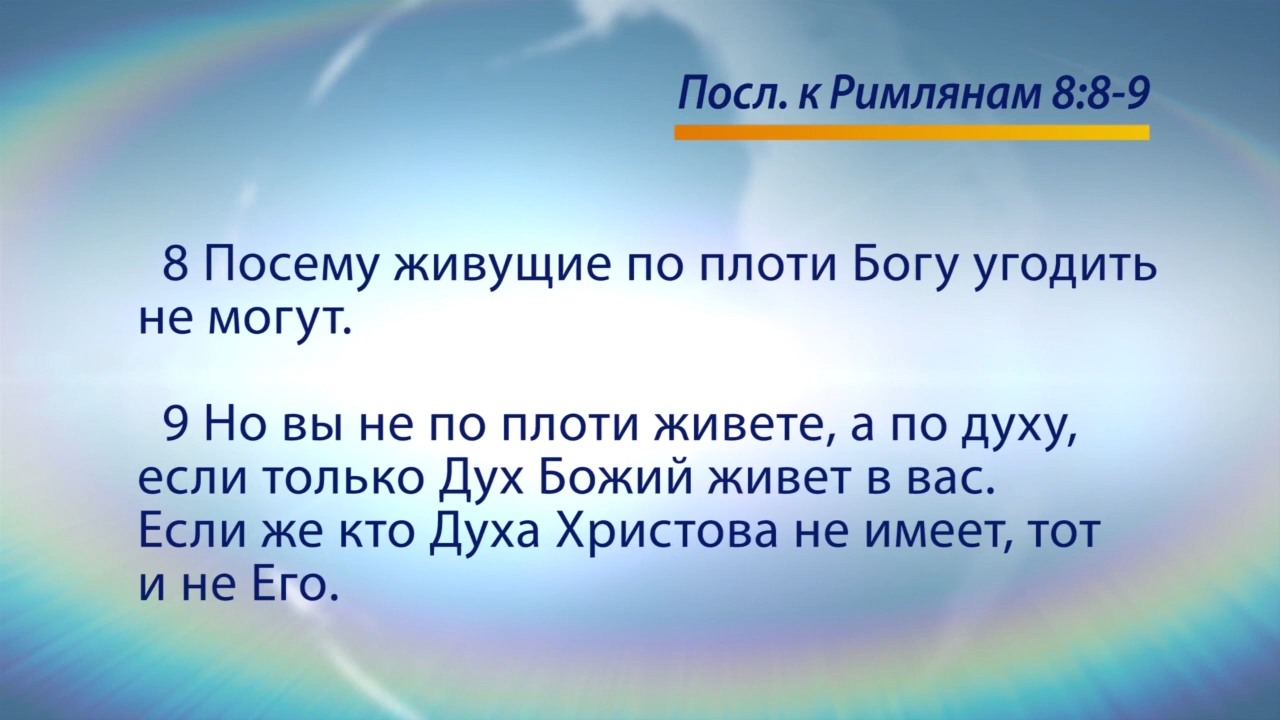 Посл. к Римлянам 8:8-9
8 Посему живущие по плоти Богу угодить
не могут.
9 Но вы не по плоти живете, а по духу,
если только Дух Божий живет в вас.
Если же кто Духа Христова не имеет, тот
и не Его.